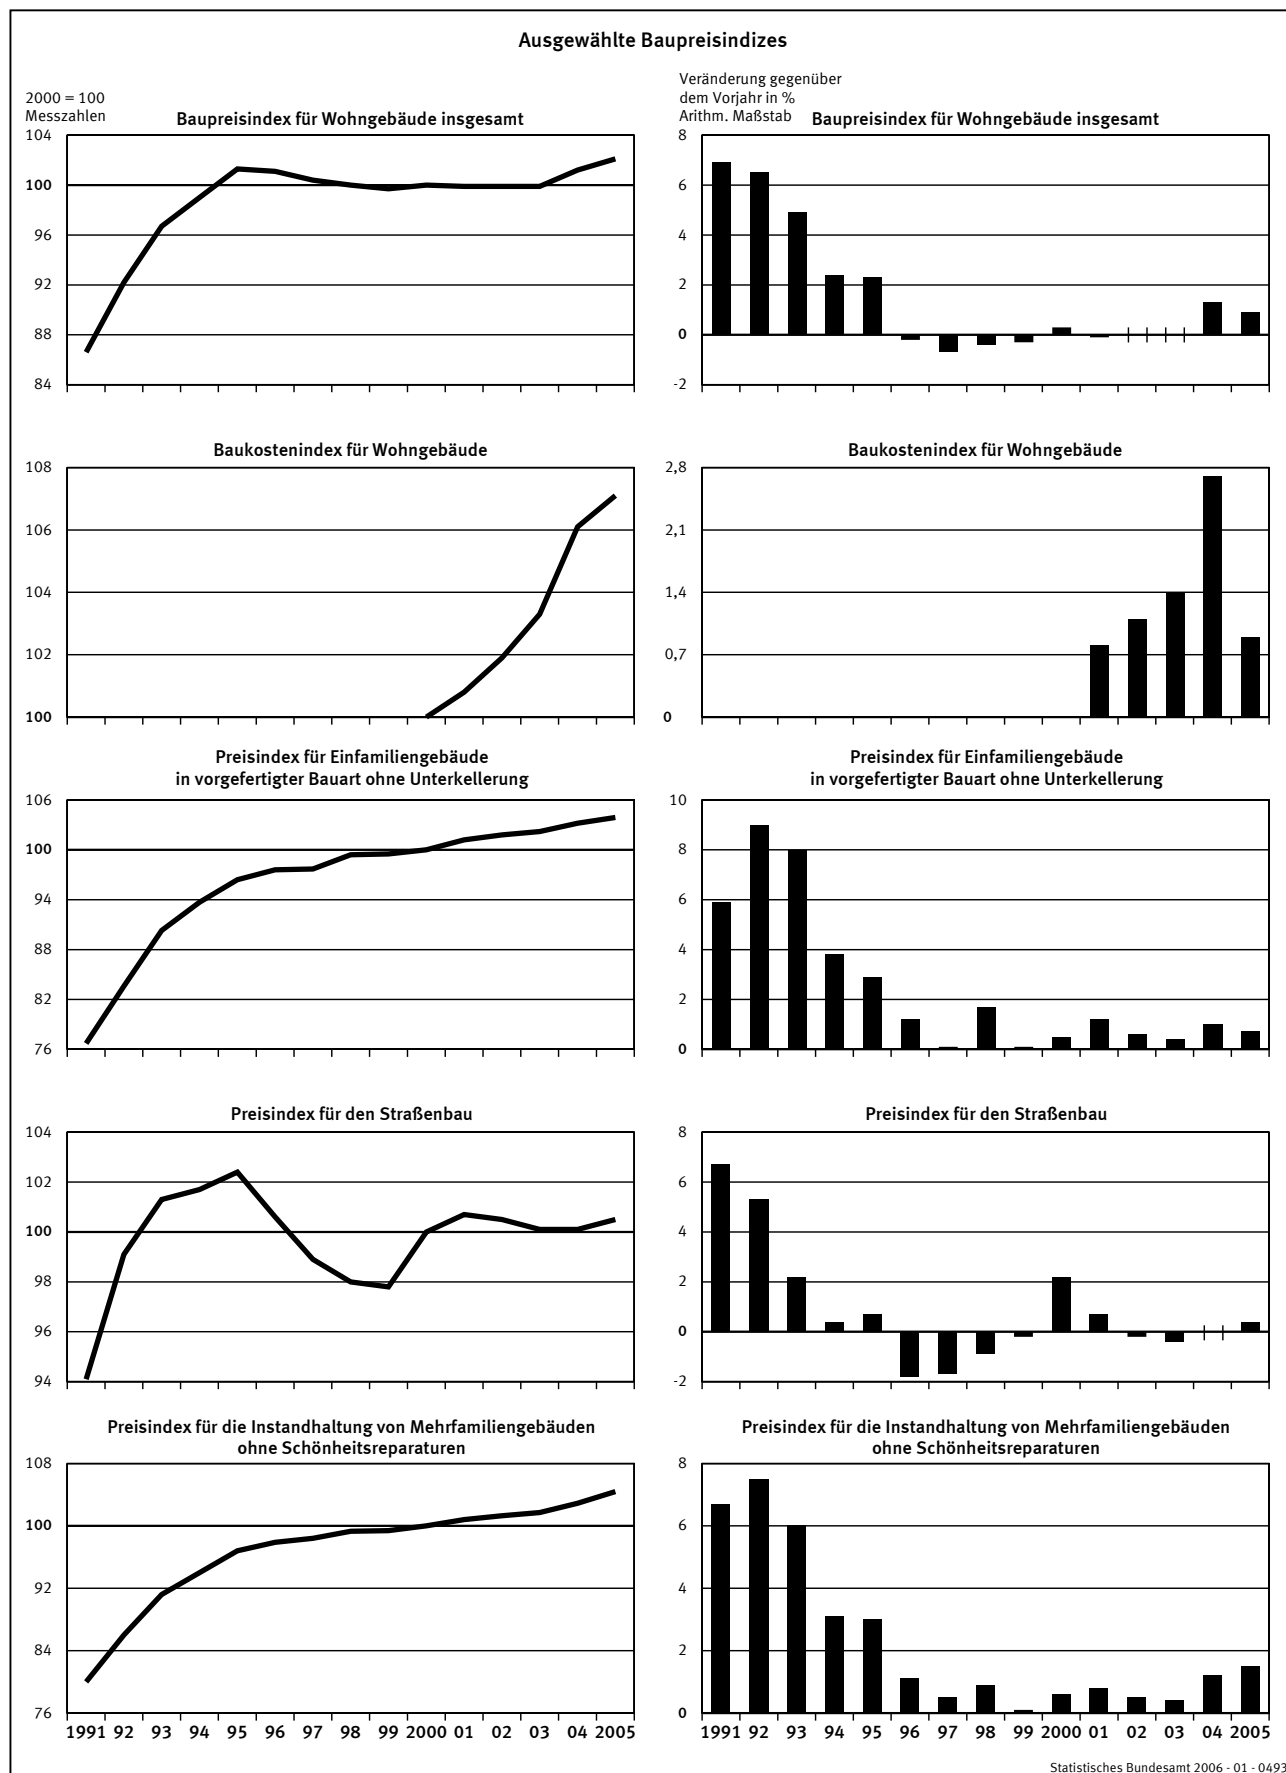 Ausgewählte Baupreisindizes
2000 = 100
Messzahlen
Baupreisindex für Wohngebäude insgesamt
104
100
96
92
88
84
Veränderung gegenüber
dem Vorjahr in %
Arithm. Maßstab
Baupreisindex für Wohngebäude insgesamt
8
6
4
2
0
-2
Baukostenindex für Wohngebäude
108
106
104
102
100
Baukostenindex für Wohngebäude
2,8
2,1
1,4
0,7
0
Preisindex für Einfamiliengebäude
in vorgefertigter Bauart ohne Unterkellerung
106
100
94
88
82
76
Preisindex für Einfamiliengebäude
in vorgefertigter Bauart ohne Unterkellerung
10
8
6
4
2
0
Preisindex für den Straßenbau
104
102
100
98
96
94
Preisindex für den Straßenbau
8
6
4
2
0
-2
Preisindex für die Instandhaltung von Mehrfamiliengebäuden
ohne Schönheitsreparaturen
108
100
92
84
76
1991 92 93 94 95 96 97 98 99 2000 01 02 03 04 2005
Preisindex für die Instandhaltung von Mehrfamiliengebäuden
ohne Schönheitsreparaturen
8
6
4
2
0
1991 92 93 94 95 96 97 98 99 2000 01 02 03 04 2005
Statistisches Bundesamt 2006 - 01 - 0493